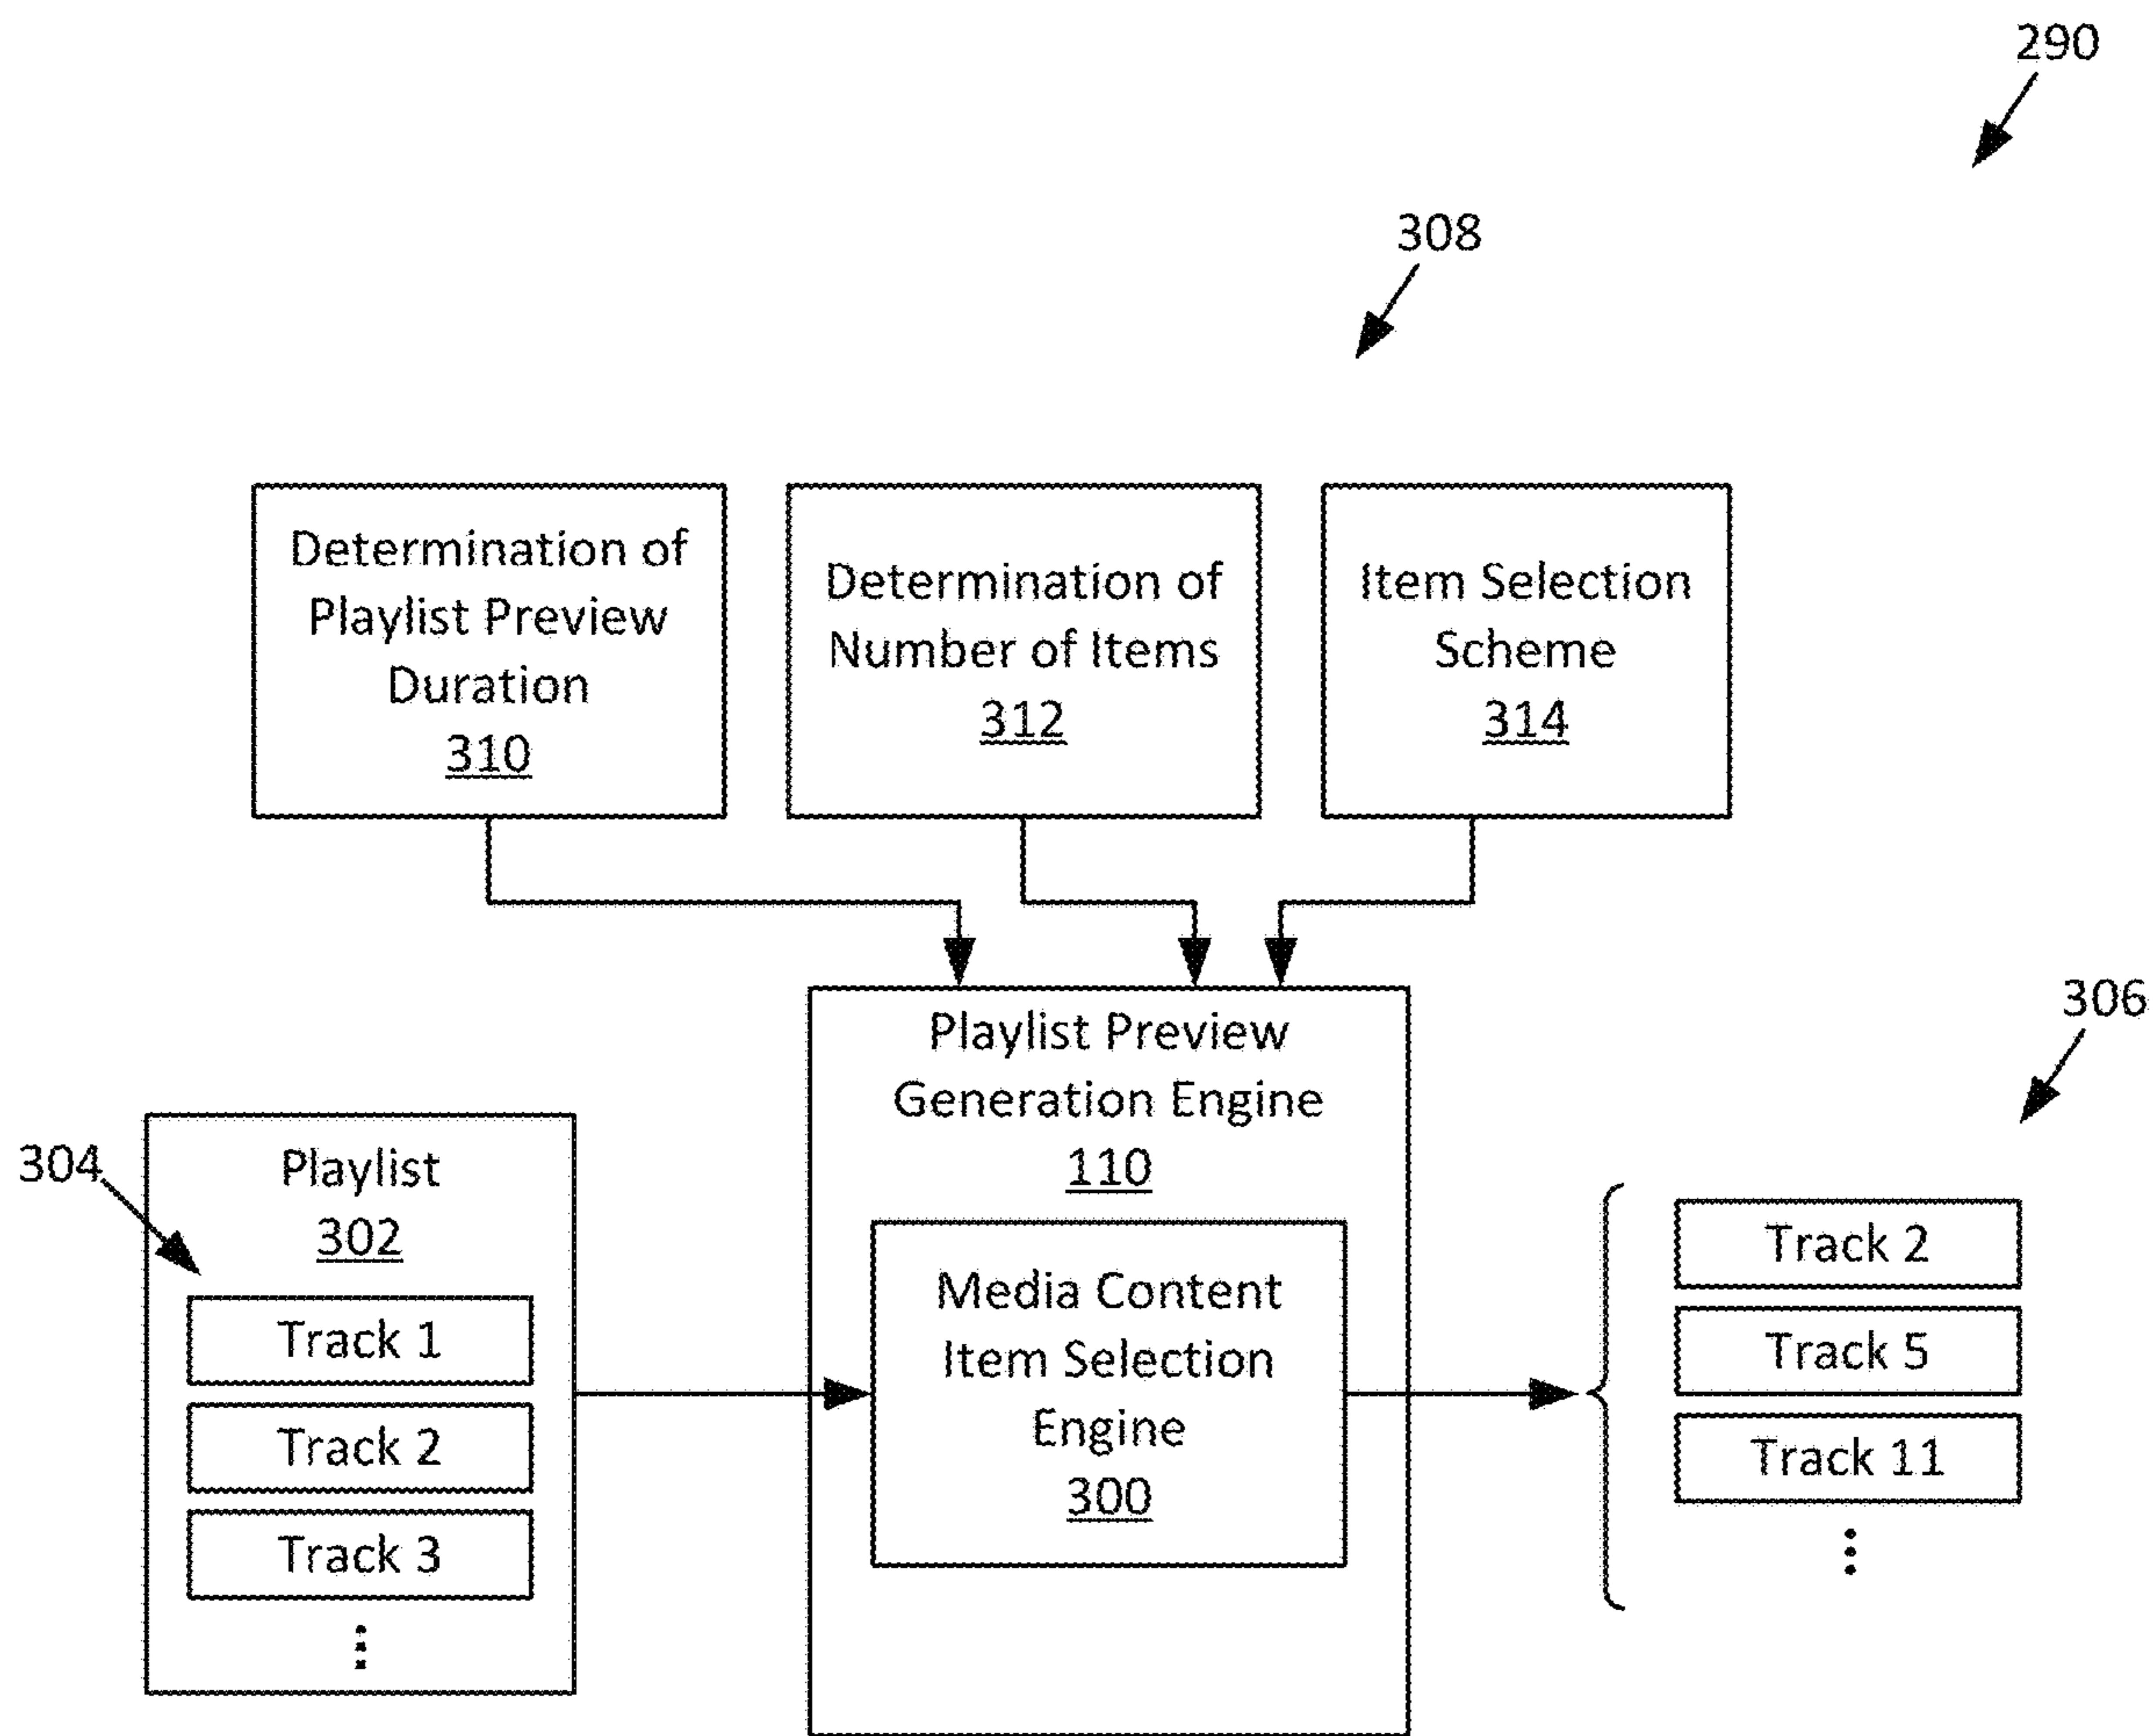 290
308
Determination of
Playlist Preview
Duration
310
Determination of
Number of Items
312
Item Selection
Scheme
314
306
Playlist Preview
Generation Engine
110
304
Playlist
302
Track 1
Track 2
Track 3
Media Content
Item Selection
Engine
300
Track 2
Track 5
Track 11